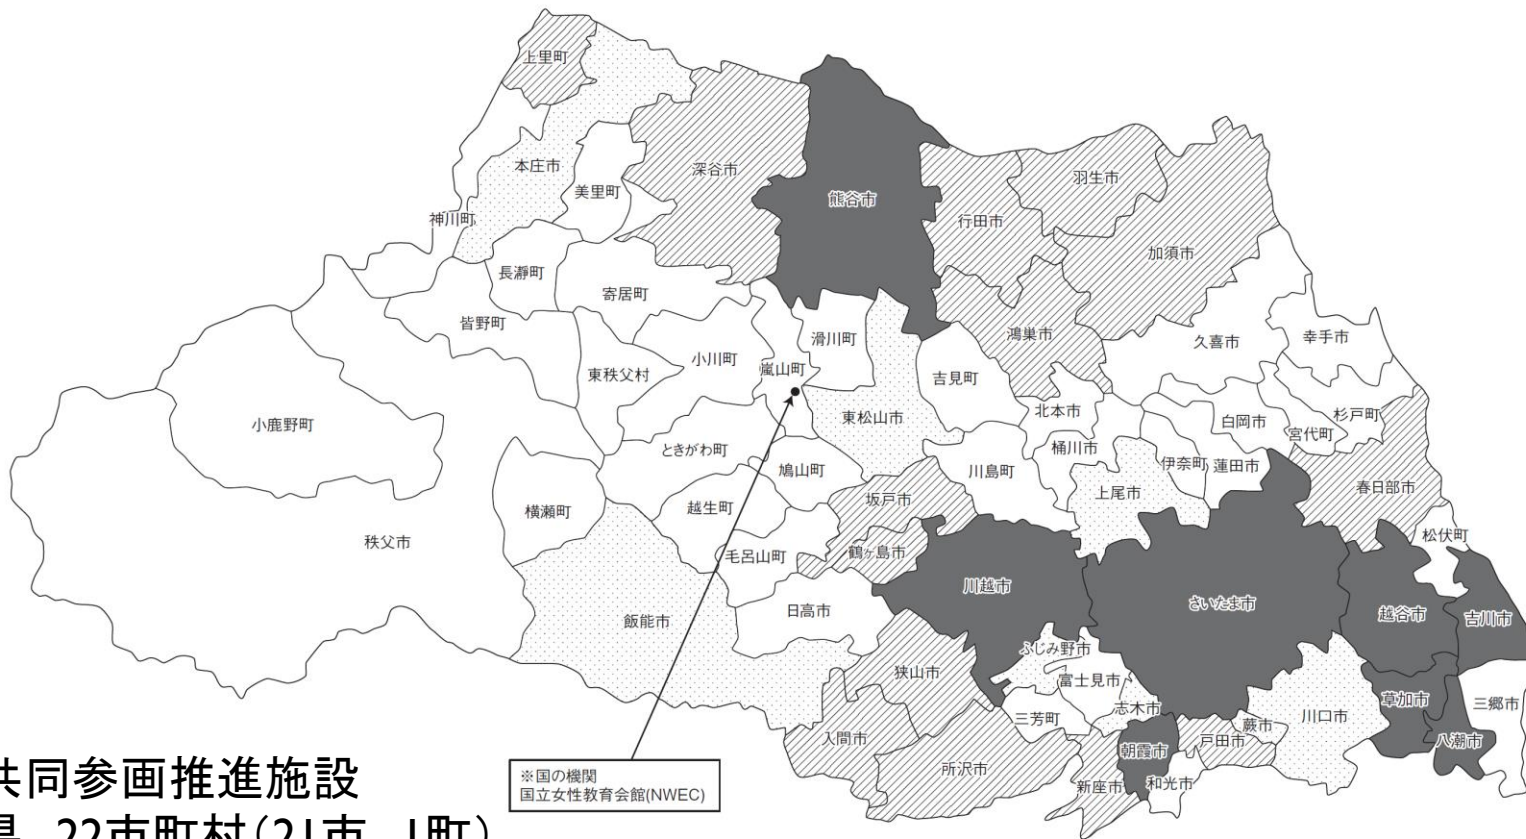 上里町
本庄市
美里町
深谷市
熊谷市
行田市
羽生市
加須市
神川町
長瀞町
寄居町
皆野町
東秩父村
小川町
嵐山町
滑川町
吉見町
鴻巣市
久喜市
幸手市
小鹿野町
ときがわ町
東松山市
北本市
桶川市
伊奈町
白岡市
宮代町
杉戸町
蓮田市
上尾市
川島町
鳩山町
越生町
横瀬町
秩父市
坂戸市
鶴ヶ島市
毛呂山町
春日部市
松伏町
飯能市
日高市
川越市
さいたま市
越谷市
吉川市
狭山市
ふじみ野市
富士見市
志木市
三芳町
入間市
所沢市
新座市
朝霞市
和光市
戸田市
蕨市
川口市
草加市
八潮市
三郷市
※国の機関
国立女性教育会館(NWEC)
共同参画推進施設
県、22市町村(21市、1町)